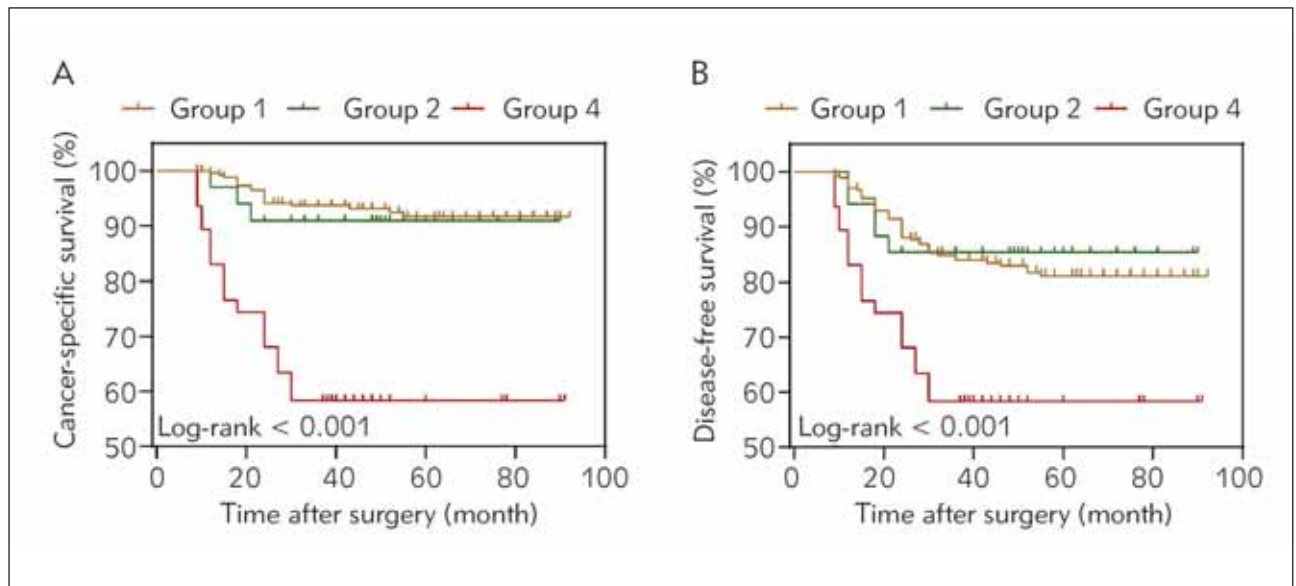 A
Group 1 Group 2 Group 4
Cancer-specific survival (%)
100
90
80
70
60
50
Log-rank < 0.001
0 20 40 60 80 100
Time after surgery (month)
B
Group 1 Group 2 Group 4
Disease-free survival (%)
100
90
80
70
60
50
Log-rank < 0.001
0 20 40 60 80 100
Time after surgery (month)